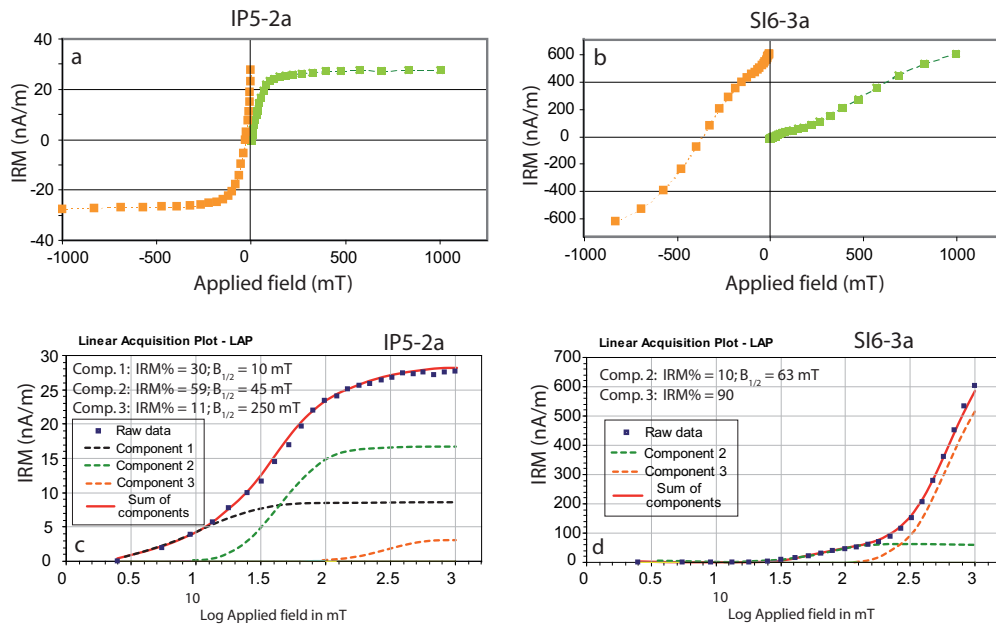 IP5-2a
a
40
20
0
-20
-40
IRM (nA/m)
-1000
-500
0
500
1000
Applied field (mT)
SI6-3a
b
600
400
200
0
-200
-400
-600
IRM (nA/m)
-1000
-500
0
500
1000
Applied field (mT)
Linear Acquisition Plot - LAP
IP5-2a
Comp. 1: IRM% = 30; B1/2 = 10 mT
Comp. 2: IRM% = 59; B1/2 = 45 mT
Comp. 3: IRM% = 11; B1/2 = 250 mT
Raw data
Component 1
Component 2
Component 3
Sum of
components
c
30
25
20
15
10
5
0
IRM (nA/m)
0
0.5
1
1.5
2
2.5
3
10
Log Applied field in mT
Linear Acquisition Plot - LAP
SI6-3a
Comp. 2: IRM% = 10; B1/2 = 63 mT
Comp. 3: IRM% = 90
Raw data
Component 2
Component 3
Sum of
components
d
700
600
500
400
300
200
100
0
IRM (nA/m)
0
0.5
1
1.5
2
2.5
3
10
Log Applied field in mT